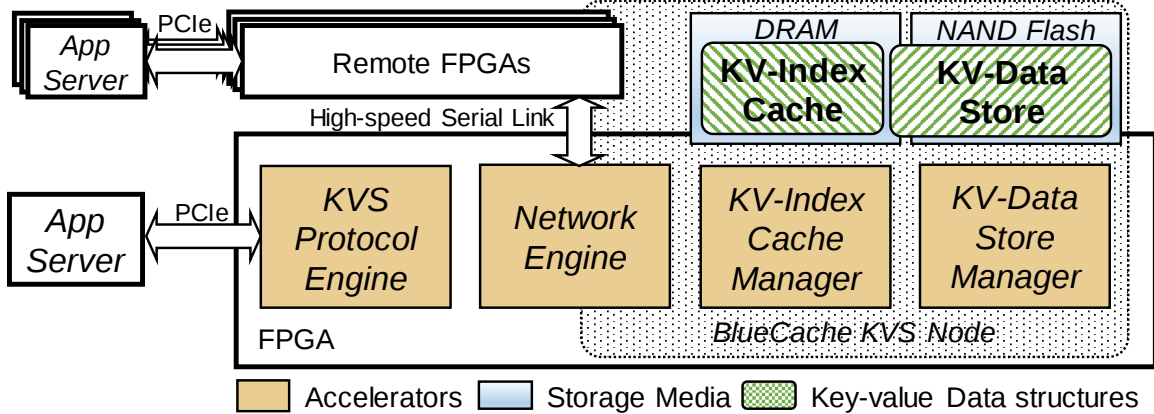 App
Server
PCIe
Remote FPGAs
DRAM
KV-Index
Cache
NAND Flash
KV-Data
Store
High-speed Serial Link
App
Server
PCIe
KVS
Protocol
Engine
Network
Engine
KV-Index
Cache
Manager
KV-Data
Store
Manager
FPGA
BlueCache KVS Node
Accelerators
Storage Media
Key-value Data structures